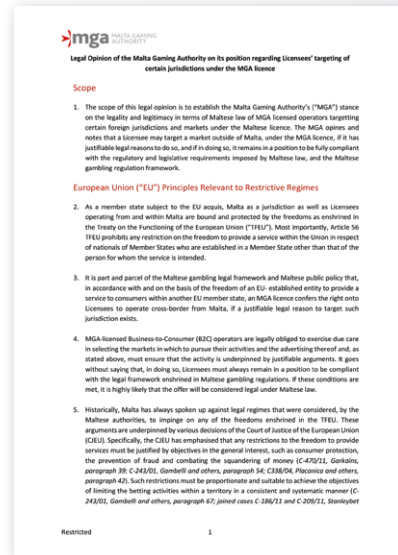 mga MALTA GAMING
AUTHORITY
Legal Opinion of the Malta Gaming Authority on its position regarding Licensees' targeting of
certain jurisdictions under the MGA licence
Scope
1. The scope of this legal opinion is to establish the Malta Gaming Authority's ("MGA") stance
on the legality and legitimacy in terms of Maltese law of MGA licensed operators targetting
certain foreign jurisdictions and markets under the Maltese licence. The MGA opines and
notes that a Licensee may target a market outside of Malta, under the MGA licence, if it has
justifiable legal reasons to do so, and if in doing so, it remains in a position to be fully compliant
with the regulatory and legislative requirements imposed by Maltese law, and the Maltese
gambling regulation framework.
European Union ("EU") Principles Relevant to Restrictive Regimes
2. As a member state subject to the EU acquis, Malta as a jurisdiction as well as Licensees
operating from and within Malta are bound and protected by the freedoms as enshrined in
the Treaty on the Functioning of the European Union ("TFEU"). Most importantly, Article 56
TFEU prohibits any restriction on the freedom to provide a service within the Union in respect
of nationals of Member States who are established in a Member State other than that of the
person for whom the service is intended.
3. It is part and parcel of the Maltese gambling legal framework and Maltese public policy that,
in accordance with and on the basis of the freedom of an EU- established entity to provide a
service to consumers within another EU member state, an MGA licence confers the right onto
Licensees to operate cross-border from Malta, if a justifiable legal reason to target such
jurisdiction exists.
4. MGA-licensed Business-to-Consumer (B2C) operators are legally obliged to exercise due care
in selecting the markets in which to pursue their activities and the advertising thereof and, as
stated above, must ensure that the activity is underpinned by justifiable arguments. It goes
without saying that, in doing so, Licensees must always remain in a position to be compliant
with the legal framework enshrined in Maltese gambling regulations. If these conditions are
met, it is highly likely that the offer will be considered legal under Maltese law.
5. Historically, Malta has always spoken up against legal regimes that were considered, by the
Maltese authorities, to impinge on any of the freedoms enshrined in the TFEU. These
arguments are underpinned by various decisions of the Court of Justice of the European Union
(CJEU). Specifically, the CJEU has emphasised that any restrictions to the freedom to provide
services must be justified by objectives in the general interest, such as consumer protection,
the prevention of fraud and combating the squandering of money (C-470/11, Garkalns,
paragraph 39; C-243/01, Gambelli and others, paragraph 54; C338/04, Placanica and others,
paragraph 42). Such restrictions must be proportionate and suitable to achieve the objectives
of limiting the betting activities within a territory in a consistent and systematic manner (C-
243/01, Gambelli and others, paragraph 67; joined cases C-186/11 and C-209/11, Stanleybet
Restricted 1